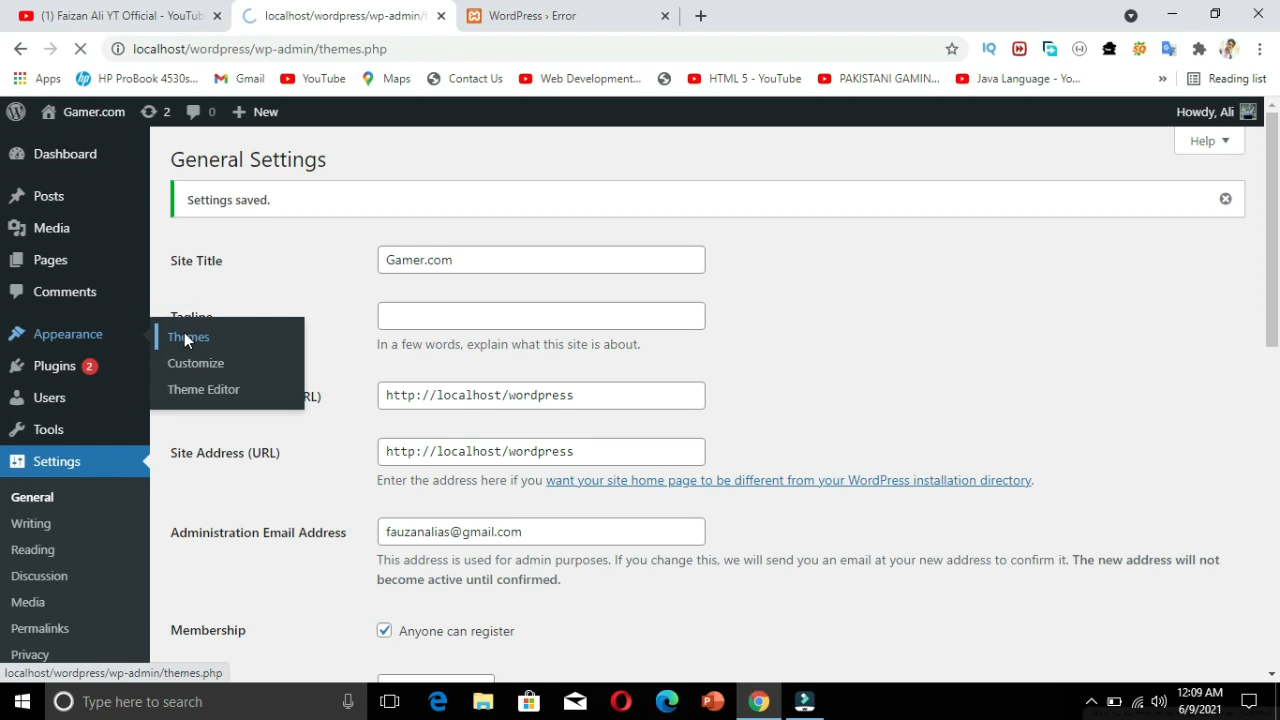 (1) Faizan Ali YT Official - YouTub
localhost/wordpress/wp-admin/t
WordPress › Error
localhost/wordpress/wp-admin/themes.php
Apps
HP ProBook 4530s...
Gmail
YouTube
Maps
Contact Us
Web Development...
HTML 5 - YouTube
PAKISTANI GAMIN...
Java Language - Yo...
»
Reading list
Gamer.com
2
0
New
Howdy, Ali
Help
Dashboard
Posts
Media
Pages
Comments
Appearance
Plugins 2
Users
Tools
Settings
General
Writing
Reading
Discussion
Media
Permalinks
Privacy
Themes
Customize
Theme Editor
General Settings
Settings saved.
Site Title
Gamer.com
Tagline
In a few words, explain what this site is about.
RL)
http://localhost/wordpress
Site Address (URL)
http://localhost/wordpress
Enter the address here if you want your site home page to be different from your WordPress installation directory.
Administration Email Address
fauzanalias@gmail.com
This address is used for admin purposes. If you change this, we will send you an email at your new address to confirm it. The new address will not
become active until confirmed.
Membership
Anyone can register
localhost/wordpress/wp-admin/themes.php
Type here to search
12:09 AM
6/9/2021